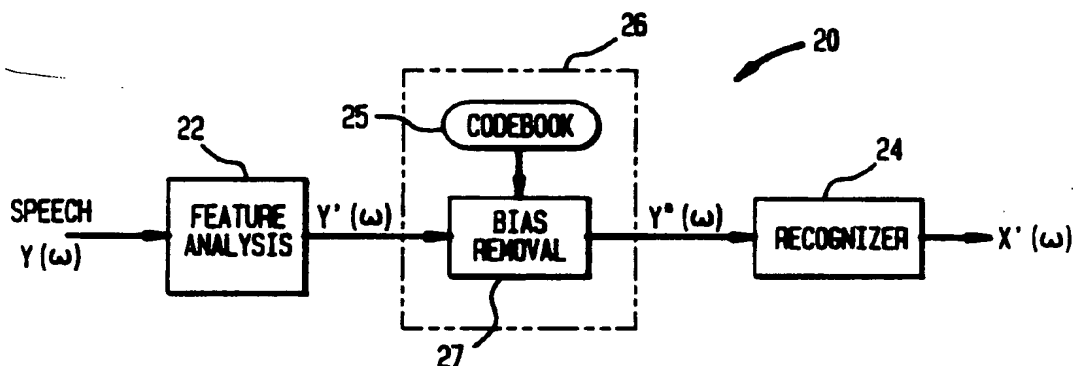 26
20
25
CODEBOOK
22
24
SPEECH
Y(ω)
FEATURE
ANALYSIS
Y'(ω)
BIAS
REMOVAL
Y"(ω)
RECOGNIZER
X'(ω)
27